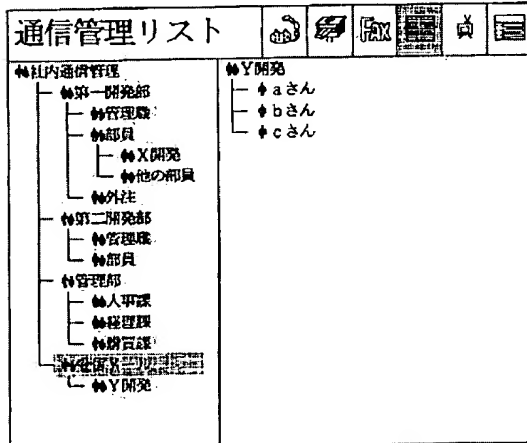 通信管理リスト
FAX
社内通信管理
第一開発部
管理職
部員
X開発
他の部員
外注
第二開発部
管理職
部員
管理部
人事課
経理課
購買課
Y開発
Y開発
aさん
bさん
cさん